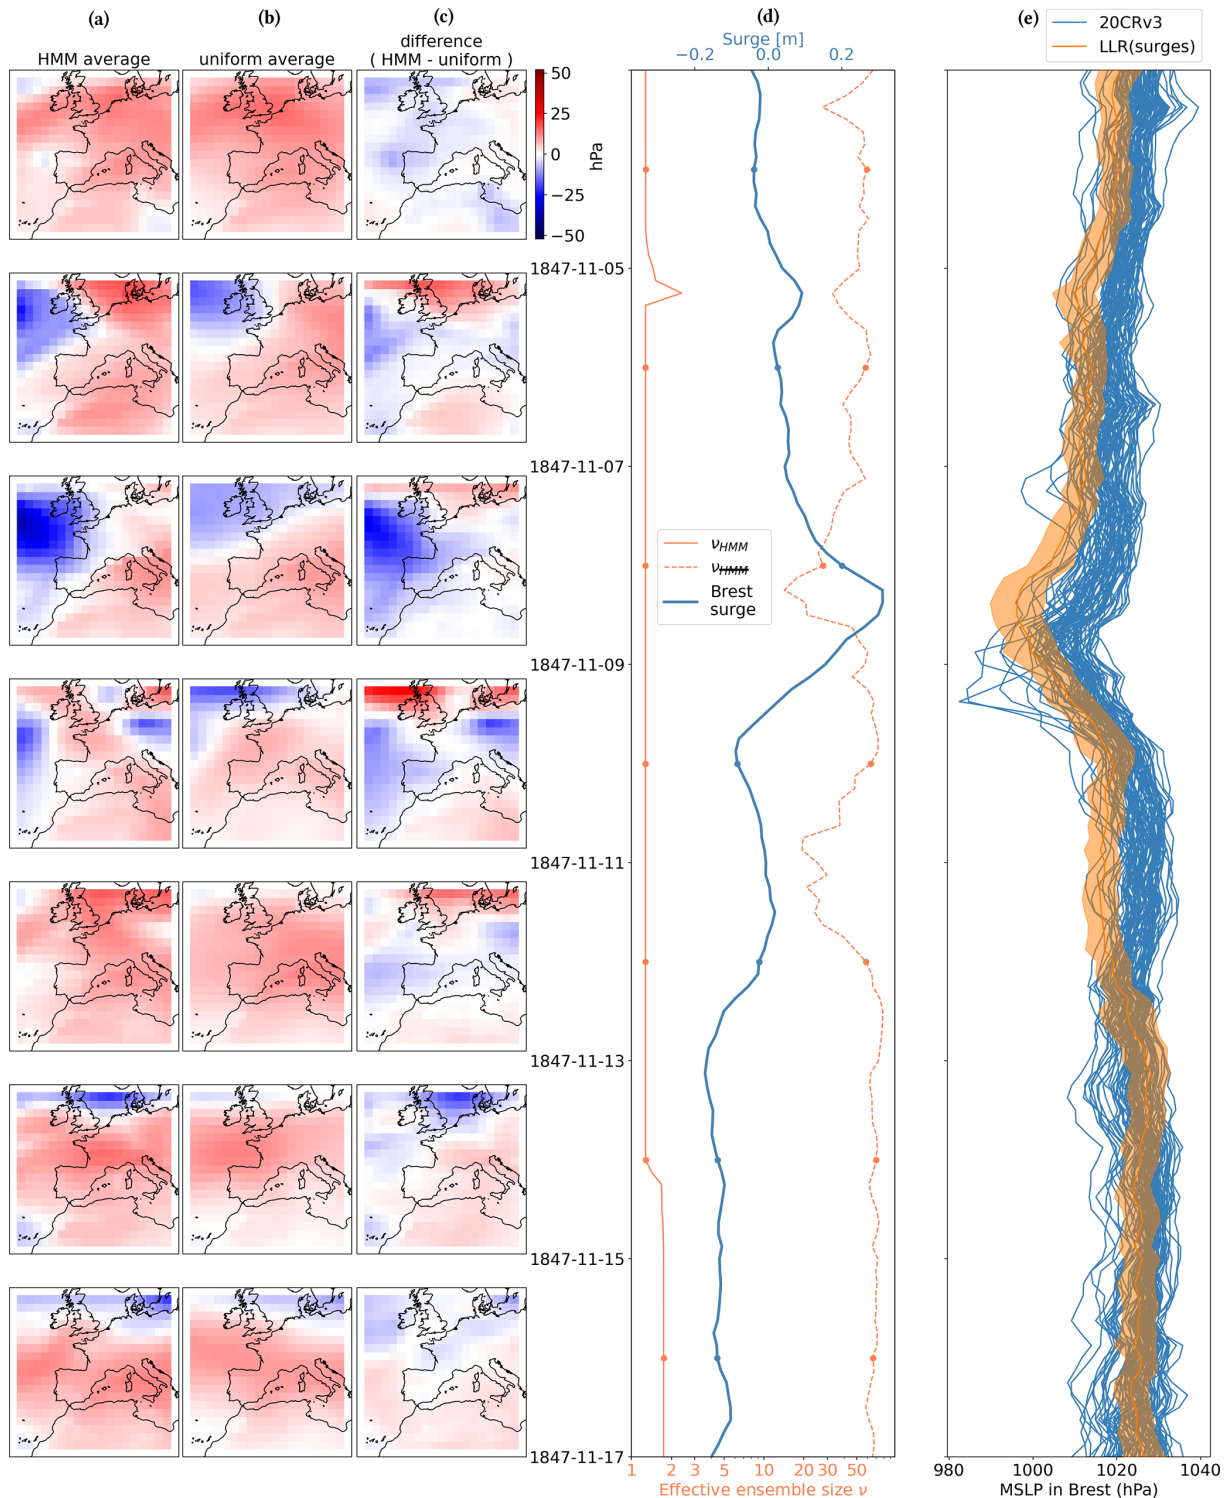 (a)
(b)
(c)
(d)
(e)
HMM average
uniform average
difference
( HMM - uniform )
50
25
0
−25
−50
hPa
Surge [m]
−0.2
0.0
0.2
20CRv3
LLR(surges)
1847-11-05
1847-11-07
1847-11-09
1847-11-11
1847-11-13
1847-11-15
1847-11-17
νHMM
νHMM
Brest
surge
1
2
3
5
10
20
30
50
Effective ensemble size ν
980
1000
1020
1040
MSLP in Brest (hPa)